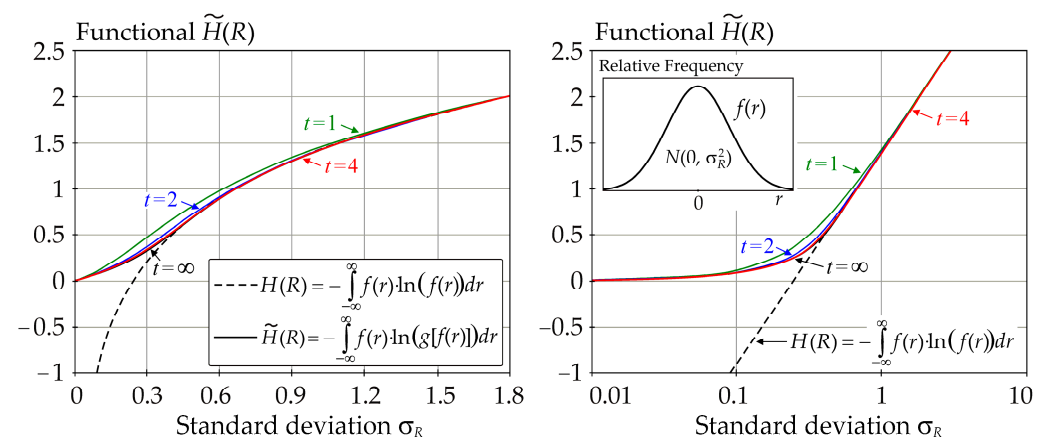 Functional H̃(R)
2.5
2
1.5
1
0.5
0
−0.5
−1
t=1
t=4
t=2
t=∞
H(R) = − ∫_{−∞}^{∞} f(r)·ln(f(r))dr
H̃(R) = − ∫_{−∞}^{∞} f(r)·ln(g[f(r)])dr
0 0.3 0.6 0.9 1.2 1.5 1.8
Standard deviation σ_R
Functional H̃(R)
2.5
2
1.5
1
0.5
0
−0.5
−1
Relative Frequency
f(r)
N(0, σ_R^2)
0
r
t=4
t=1
t=2
t=∞
H(R) = − ∫_{−∞}^{∞} f(r)·ln(f(r))dr
0.01 0.1 1 10
Standard deviation σ_R